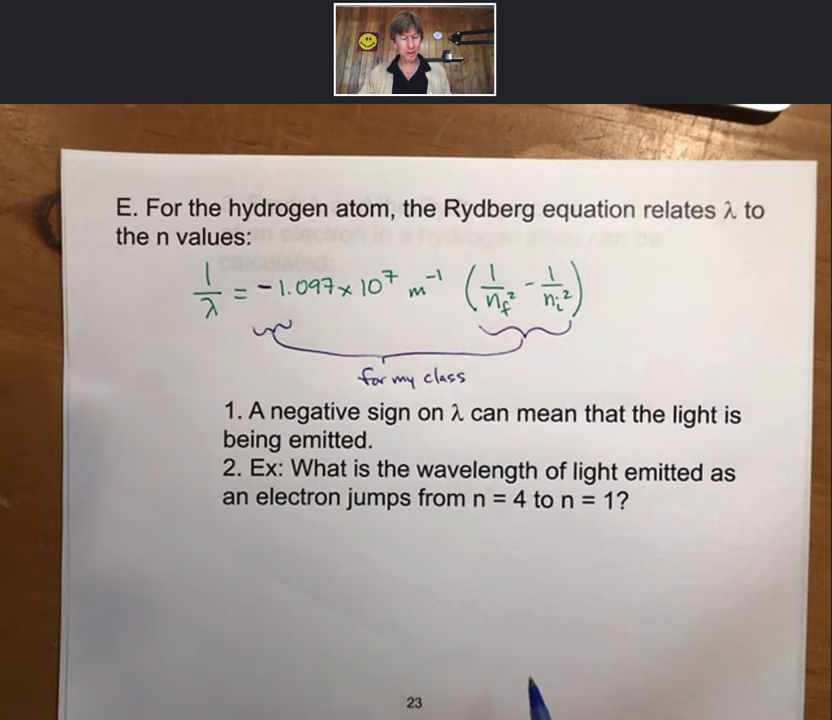 E. For the hydrogen atom, the Rydberg equation relates λ to
the n values:
1/λ = -1.097 x 10⁷ m⁻¹ (1/n_f² - 1/n_i²)
for my class
1. A negative sign on λ can mean that the light is
being emitted.
2. Ex: What is the wavelength of light emitted as
an electron jumps from n = 4 to n = 1?
23